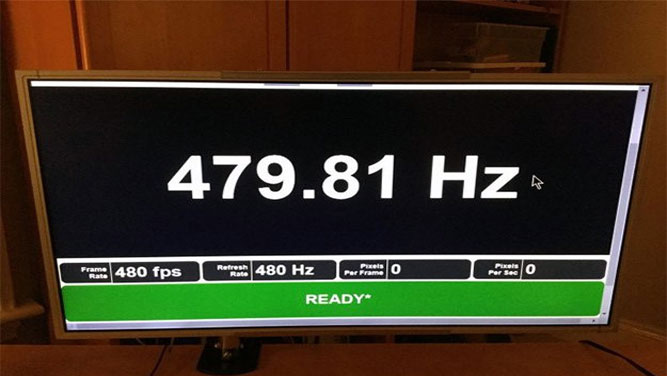 479.81 Hz
Frame Rate 480 fps
Refresh Rate 480 Hz
Pixels Per Frame 0
Pixels Per Sec 0
READY*